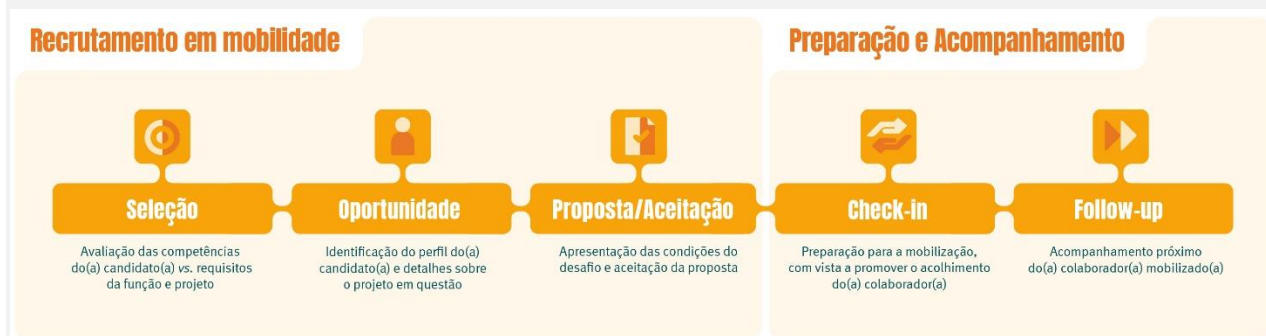 Recrutamento em mobilidade
Preparação e Acompanhamento
Seleção
Avaliação das competências
do(a) candidato(a) vs. requisitos
da função e projeto
Oportunidade
Identificação do perfil do(a)
candidato(a) e detalhes sobre
o projeto em questão
Proposta/Aceitação
Apresentação das condições do
desafio e aceitação da proposta
Check-in
Preparação para a mobilização,
com vista a promover o acolhimento
do(a) colaborador(a)
Follow-up
Acompanhamento próximo
do(a) colaborador(a) mobilizado(a)